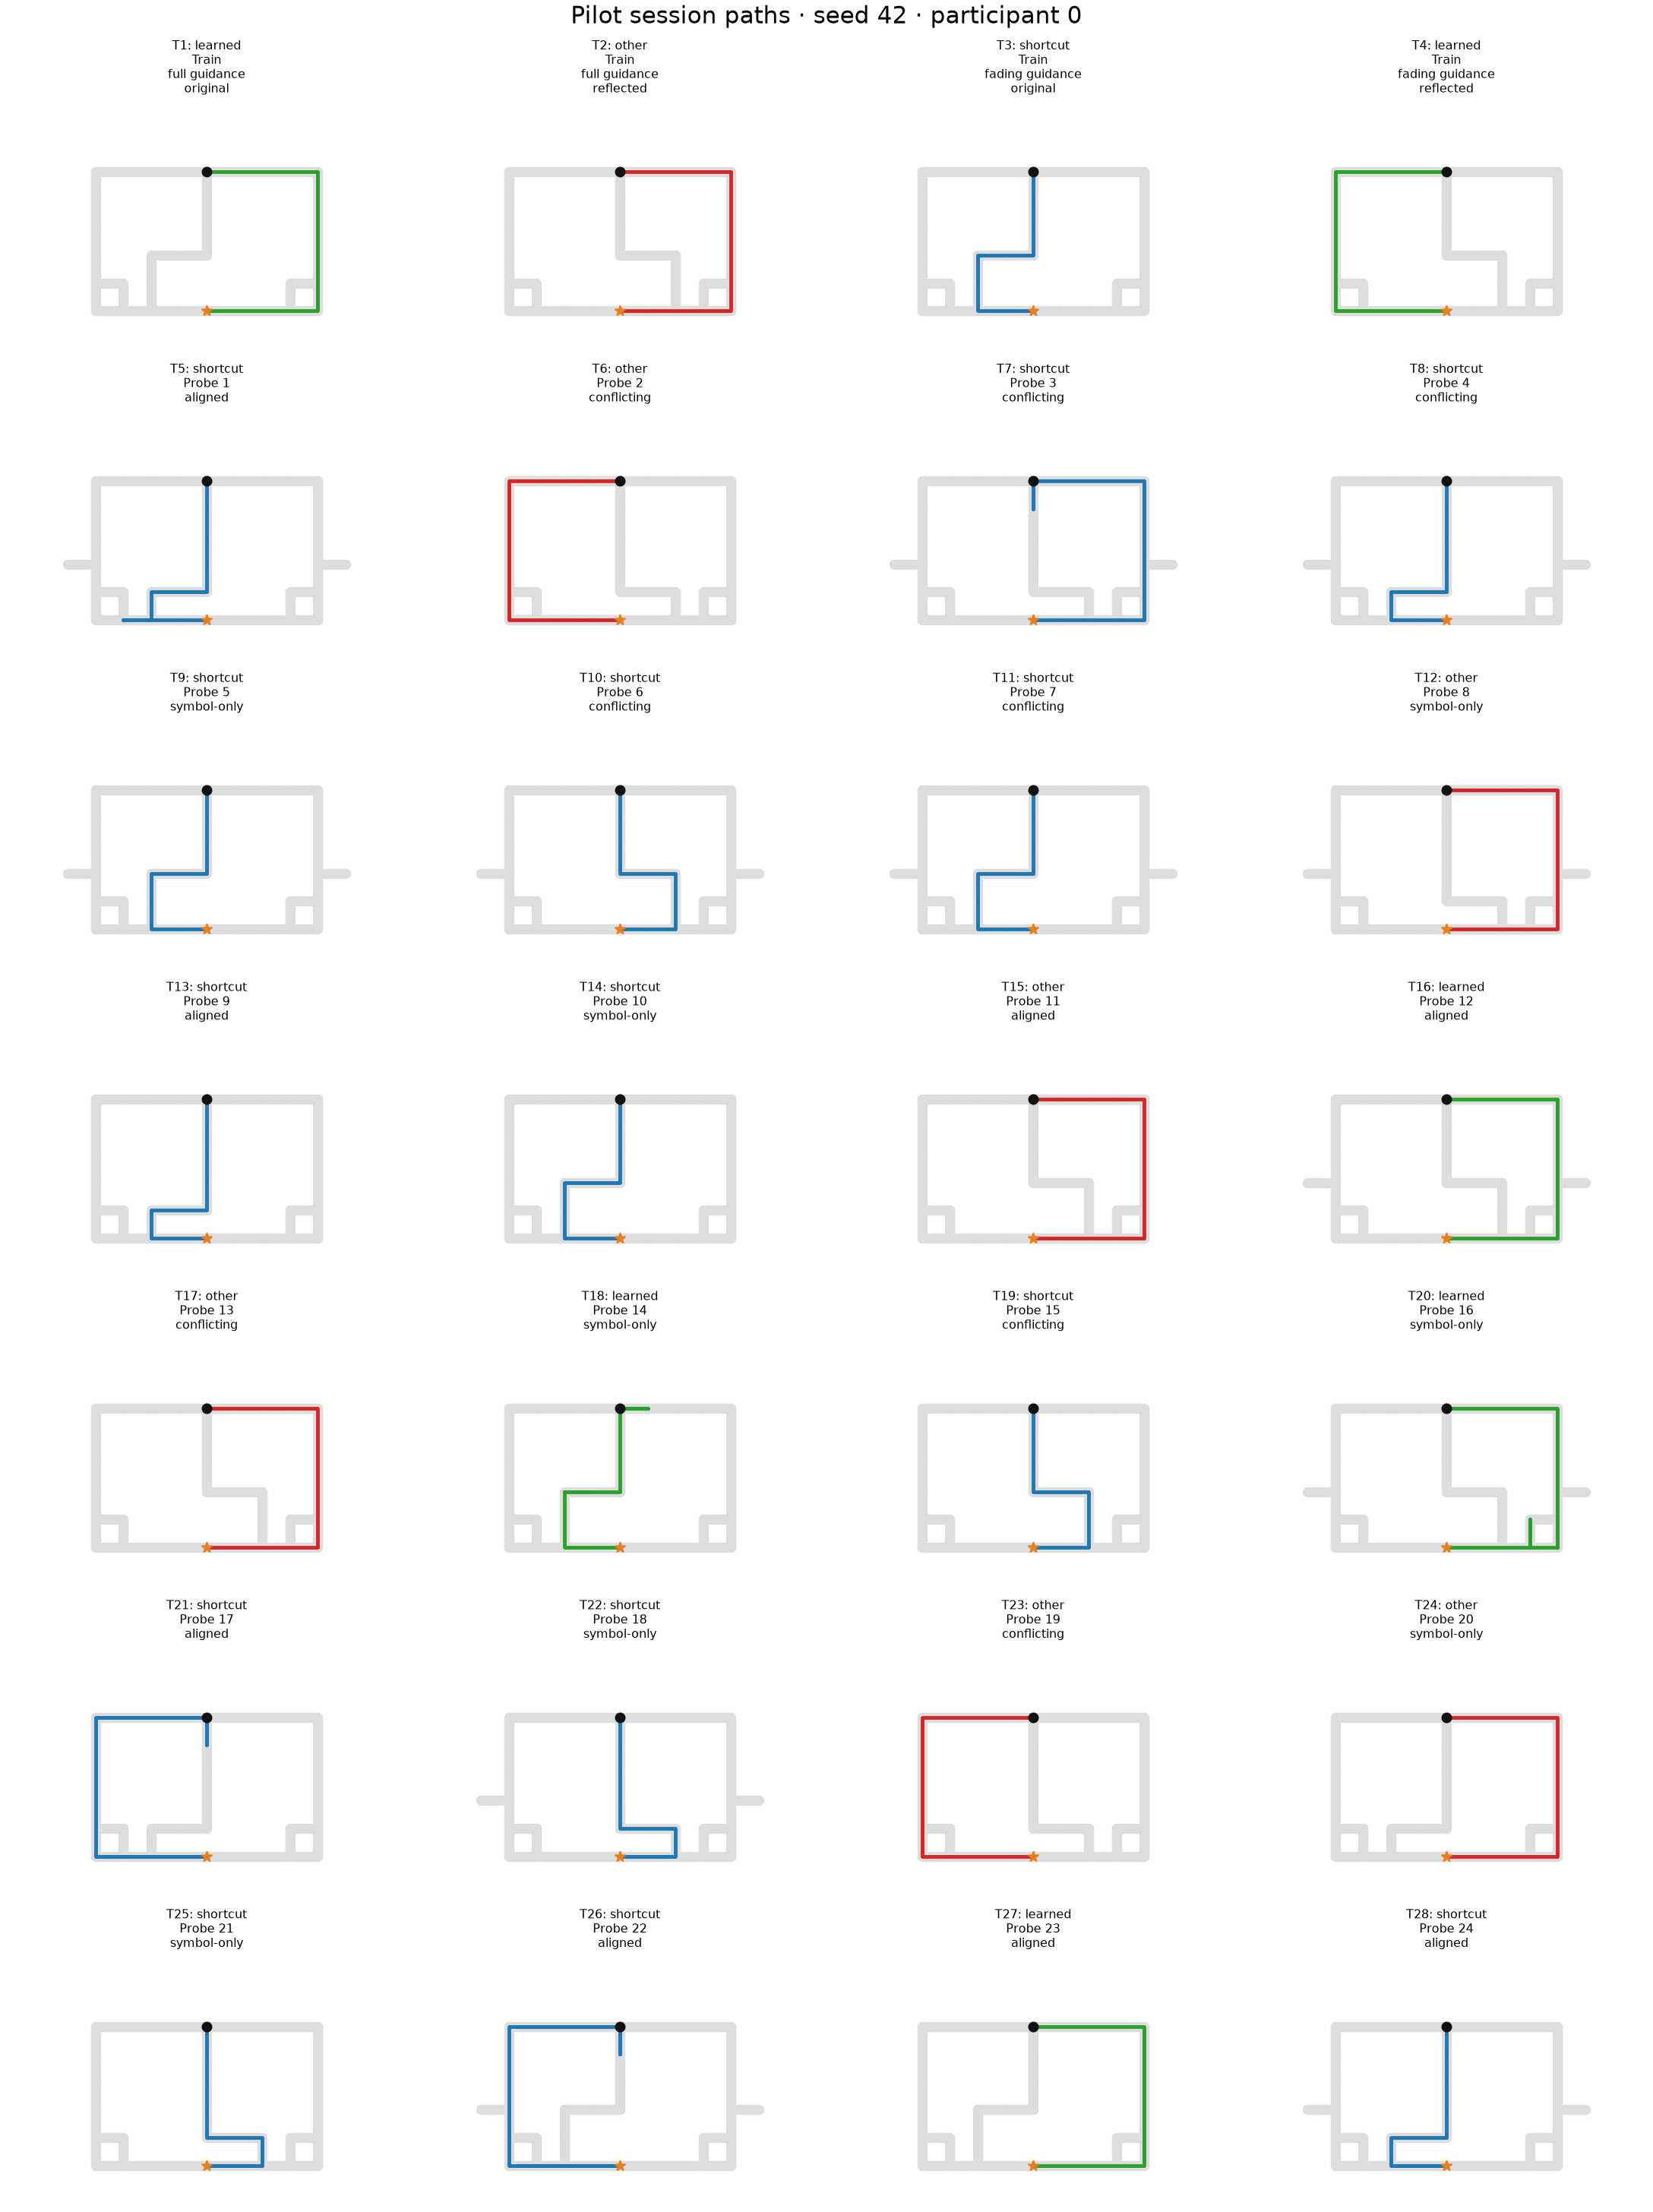 Pilot session paths · seed 42 · participant 0
T1: learned
Train
full guidance
original
T2: other
Train
full guidance
reflected
T3: shortcut
Train
fading guidance
original
T4: learned
Train
fading guidance
reflected
T5: shortcut
Probe 1
aligned
T6: other
Probe 2
conflicting
T7: shortcut
Probe 3
conflicting
T8: shortcut
Probe 4
conflicting
T9: shortcut
Probe 5
symbol-only
T10: shortcut
Probe 6
conflicting
T11: shortcut
Probe 7
conflicting
T12: other
Probe 8
symbol-only
T13: shortcut
Probe 9
aligned
T14: shortcut
Probe 10
symbol-only
T15: other
Probe 11
aligned
T16: learned
Probe 12
aligned
T17: other
Probe 13
conflicting
T18: learned
Probe 14
symbol-only
T19: shortcut
Probe 15
conflicting
T20: learned
Probe 16
symbol-only
T21: shortcut
Probe 17
aligned
T22: shortcut
Probe 18
symbol-only
T23: other
Probe 19
conflicting
T24: other
Probe 20
symbol-only
T25: shortcut
Probe 21
symbol-only
T26: shortcut
Probe 22
aligned
T27: learned
Probe 23
aligned
T28: shortcut
Probe 24
aligned